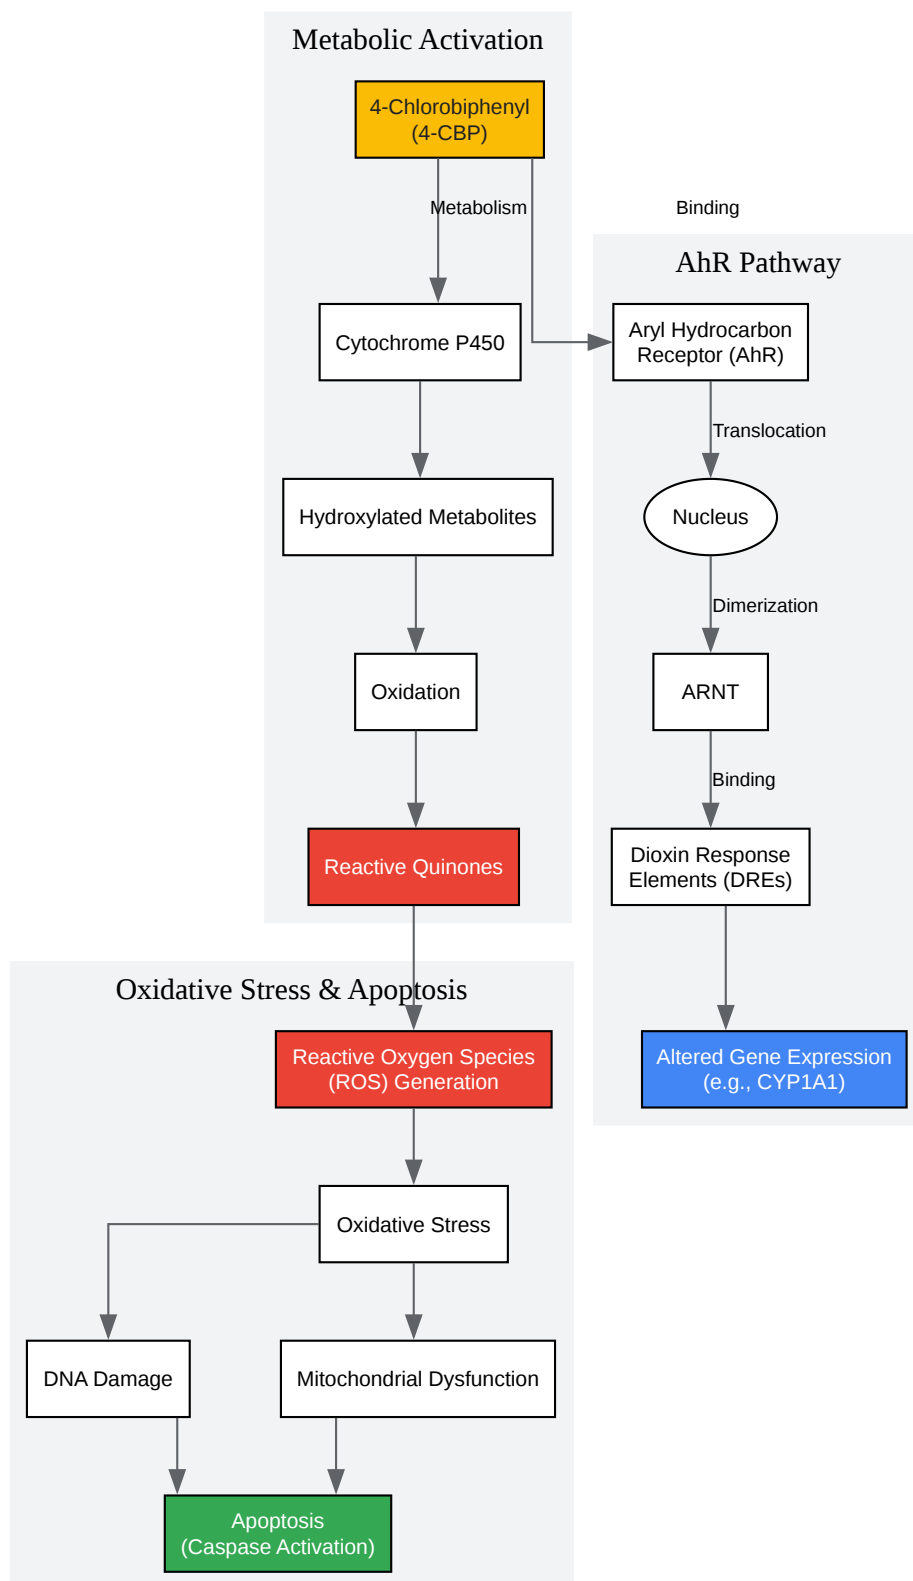 Metabolic Activation
4-Chlorobiphenyl
(4-CBP)
Metabolism
Binding
AhR Pathway
Cytochrome P450
Aryl Hydrocarbon
Receptor (AhR)
Translocation
Hydroxylated Metabolites
Nucleus
Dimerization
Oxidation
ARNT
Binding
Reactive Quinones
Dioxin Response
Elements (DREs)
Oxidative Stress & Apoptosis
Reactive Oxygen Species
(ROS) Generation
Altered Gene Expression
(e.g., CYP1A1)
Oxidative Stress
DNA Damage
Mitochondrial Dysfunction
Apoptosis
(Caspase Activation)